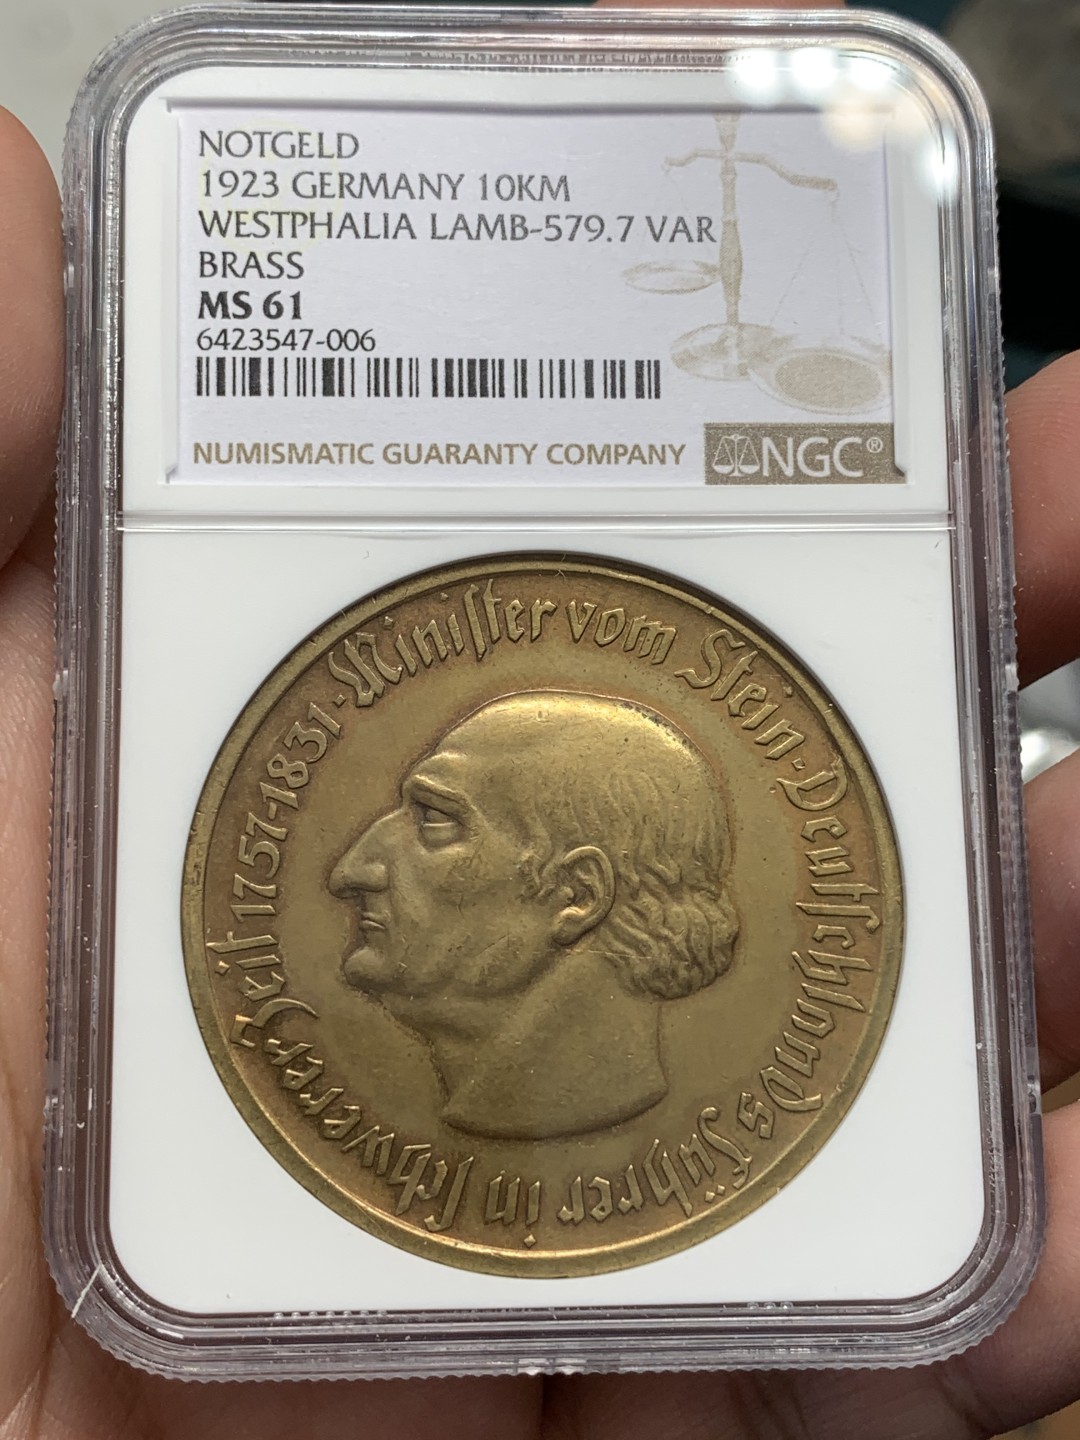 NOTGELD
1923 GERMANY 10KM
WESTPHALIA LAMB-579.7 VAR
BRASS
MS 61
6423547-006
NUMISMATIC GUARANTY COMPANY
NGC®
Minister vom Stein · Deutschlands Führer in schwerer Zeit 1757-1831 ·